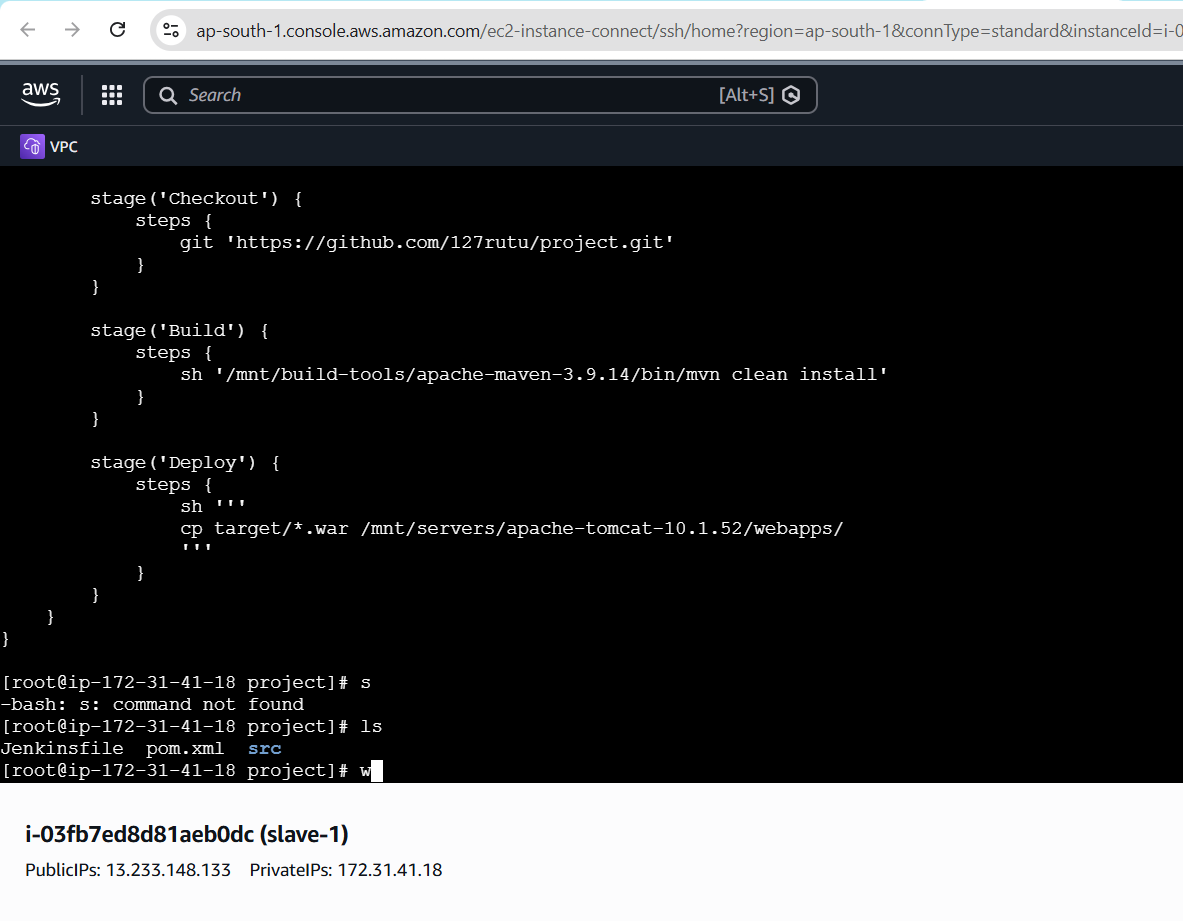 ap-south-1.console.aws.amazon.com/ec2-instance-connect/ssh/home?region=ap-south-1&connType=standard&instanceId=i-0
aws
Search [Alt+S]
VPC
        stage('Checkout') {
            steps {
                git 'https://github.com/127rutu/project.git'
            }
        }
        stage('Build') {
            steps {
                sh '/mnt/build-tools/apache-maven-3.9.14/bin/mvn clean install'
            }
        }
        stage('Deploy') {
            steps {
                sh '''
                cp target/*.war /mnt/servers/apache-tomcat-10.1.52/webapps/
                '''
            }
        }
    }
}
[root@ip-172-31-41-18 project]# s
-bash: s: command not found
[root@ip-172-31-41-18 project]# ls
Jenkinsfile  pom.xml  src
[root@ip-172-31-41-18 project]# w
i-03fb7ed8d81aeb0dc (slave-1)
PublicIPs: 13.233.148.133    PrivateIPs: 172.31.41.18